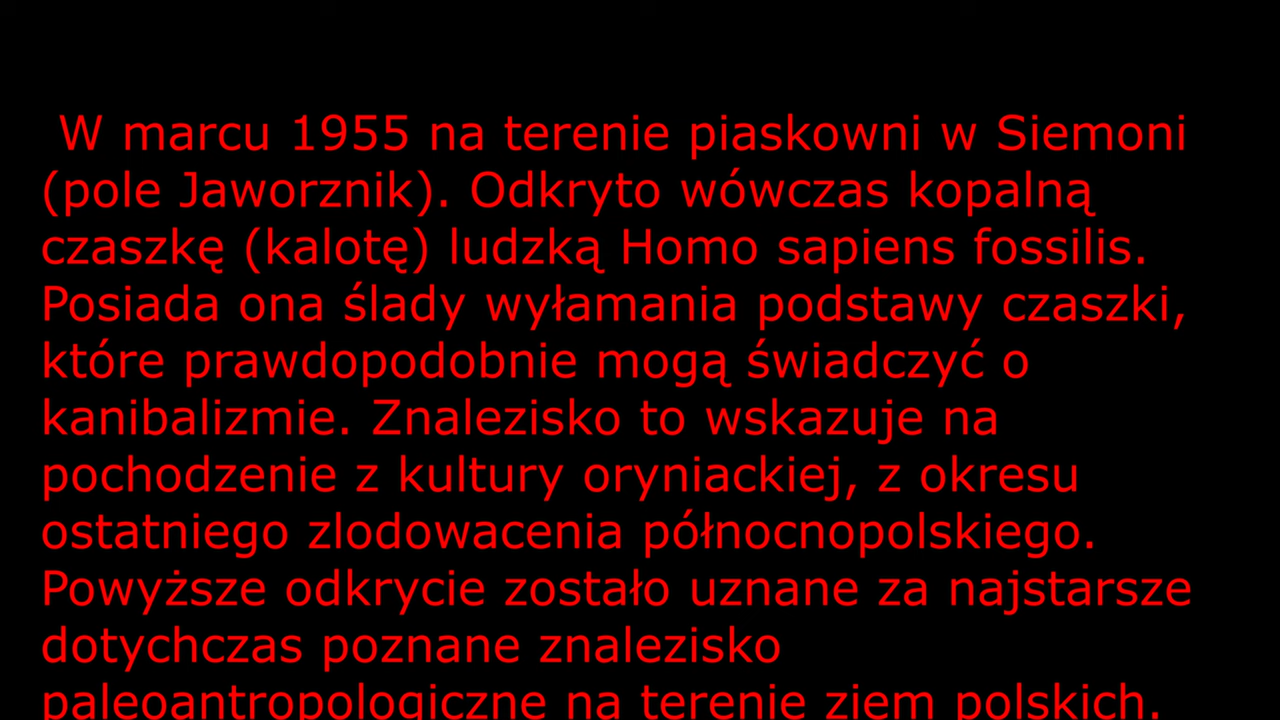 W marcu 1955 na terenie piaskowni w Siemoni
(pole Jaworznik). Odkryto wówczas kopalną
czaszkę (kalotę) ludzką Homo sapiens fossilis.
Posiada ona ślady wyłamania podstawy czaszki,
które prawdopodobnie mogą świadczyć o
kanibalizmie. Znalezisko to wskazuje na
pochodzenie z kultury oryniackiej, z okresu
ostatniego zlodowacenia północnopolskiego.
Powyższe odkrycie zostało uznane za najstarsze
dotychczas poznane znalezisko
paleoantropologiczne na terenie ziem polskich.